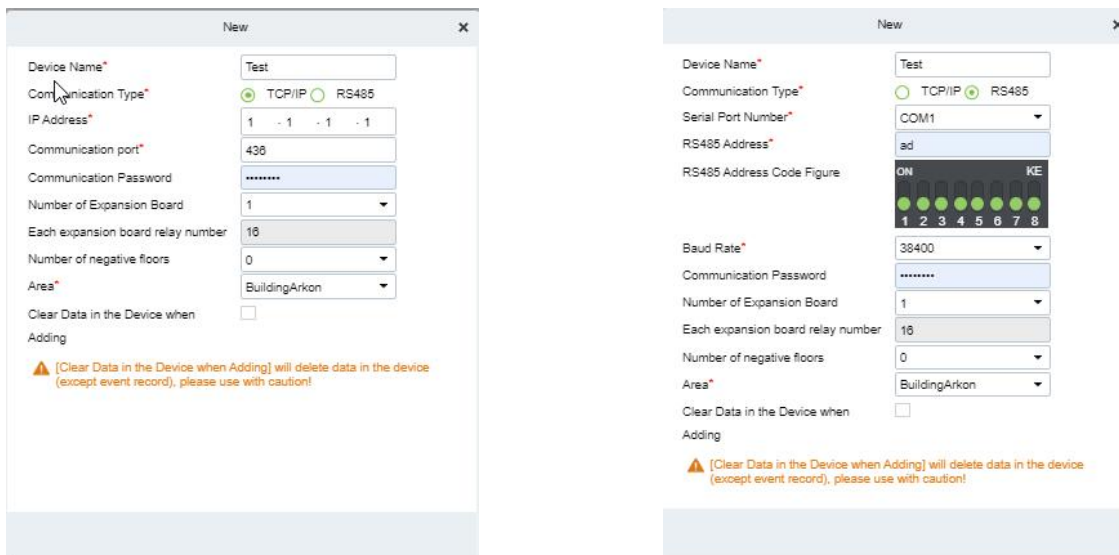 New
Device Name*
Test
Communication Type*
TCP/IP RS485
IP Address*
1 . 1 . 1 . 1
Communication port*
436
Communication Password
••••••••
Number of Expansion Board
1
Each expansion board relay number
16
Number of negative floors
0
Area*
BuildingArkon
Clear Data in the Device when
Adding
[Clear Data in the Device when Adding] will delete data in the device
(except event record), please use with caution!
New
Device Name*
Test
Communication Type*
TCP/IP RS485
Serial Port Number*
COM1
RS485 Address*
ad
RS485 Address Code Figure
ON KE
1 2 3 4 5 6 7 8
Baud Rate*
38400
Communication Password
••••••••
Number of Expansion Board
1
Each expansion board relay number
16
Number of negative floors
0
Area*
BuildingArkon
Clear Data in the Device when
Adding
[Clear Data in the Device when Adding] will delete data in the device
(except event record), please use with caution!